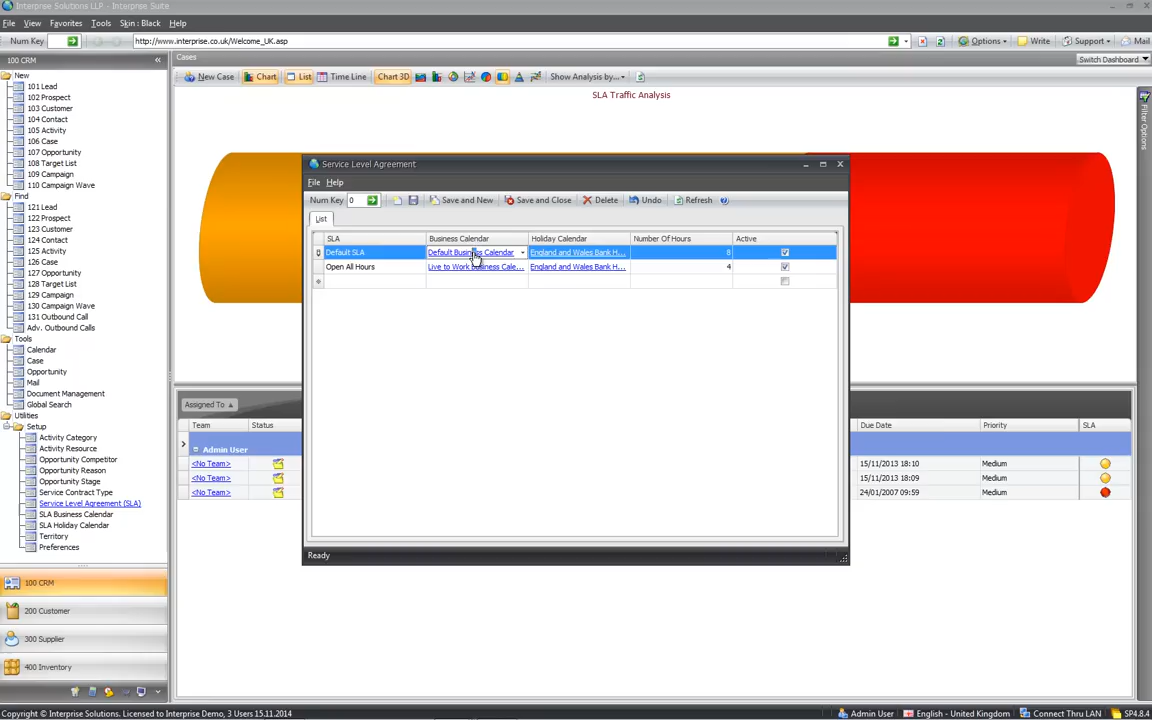 Interprise Solutions LLP - Interprise Suite
File View Favorites Tools Skin : Black Help
Num Key http://www.interprise.co.uk/Welcome_UK.asp Options Write Support Mail
100 CRM «
New
101 Lead
102 Prospect
103 Customer
104 Contact
105 Activity
106 Case
107 Opportunity
108 Target List
109 Campaign
110 Campaign Wave
Find
121 Lead
122 Prospect
123 Customer
124 Contact
125 Activity
126 Case
127 Opportunity
128 Target List
129 Campaign
130 Campaign Wave
131 Outbound Call
Adv. Outbound Calls
Tools
Calendar
Case
Opportunity
Mail
Document Management
Global Search
Utilities
Setup
Activity Category
Activity Resource
Opportunity Competitor
Opportunity Reason
Opportunity Stage
Service Contract Type
Service Level Agreement (SLA)
SLA Business Calendar
SLA Holiday Calendar
Territory
Preferences
100 CRM
200 Customer
300 Supplier
400 Inventory
Cases Switch Dashboard
New Case Chart List Time Line Chart 3D Show Analysis by...
SLA Traffic Analysis
Filter Options
Service Level Agreement
File Help
Num Key 0 Save and New Save and Close Delete Undo Refresh
List
SLA Business Calendar Holiday Calendar Number Of Hours Active
Default SLA Default Business Calendar England and Wales Bank H... 8
Open All Hours Live to Work Business Cale... England and Wales Bank H... 4
Ready
Assigned To
Team Status Due Date Priority SLA
Admin User
<No Team> 15/11/2013 18:10 Medium
<No Team> 15/11/2013 18:09 Medium
<No Team> 24/01/2007 09:59 Medium
Copyright © Interprise Solutions. Licensed to Interprise Demo, 3 Users 15.11.2014 Admin User English - United Kingdom Connect Thru LAN SP4.8.4